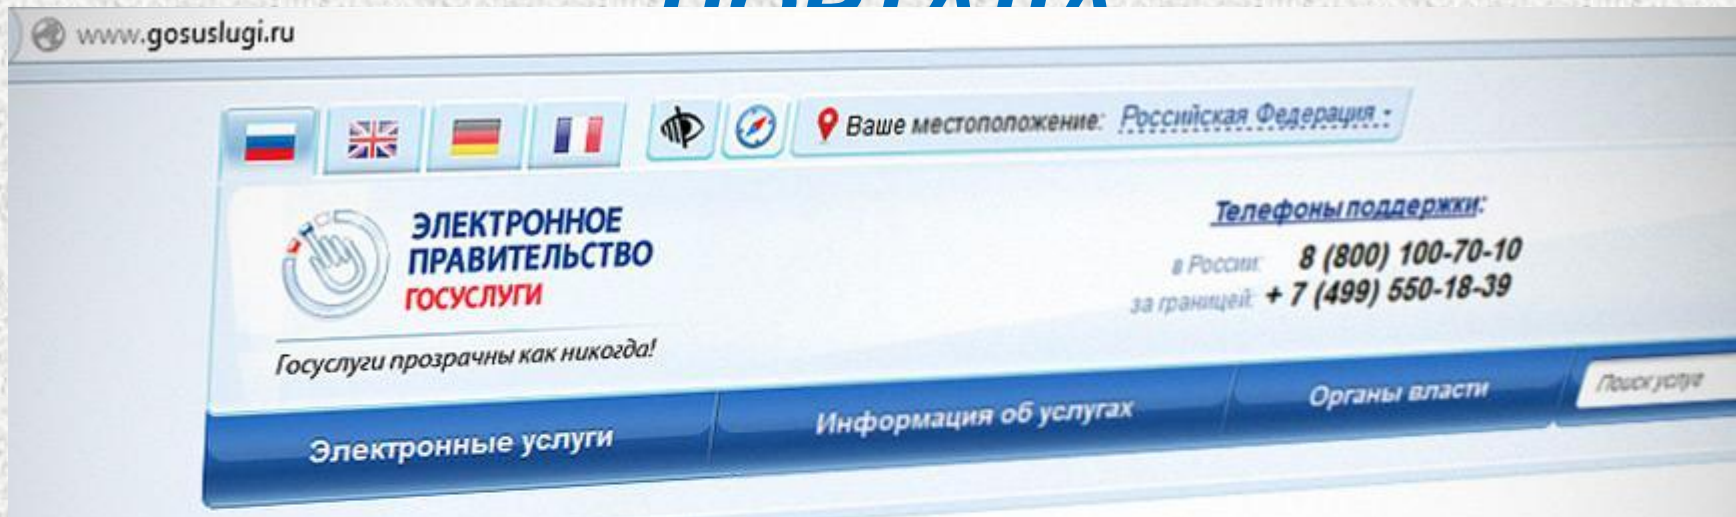 ПОРТАЛА
www.gosuslugi.ru
Ваше местоположение: Российская Федерация
ЭЛЕКТРОННОЕ
ПРАВИТЕЛЬСТВО
ГОСУСЛУГИ
Госуслуги прозрачны как никогда!
Телефоны поддержки:
в России: 8 (800) 100-70-10
за границей: + 7 (499) 550-18-39
Электронные услуги
Информация об услугах
Органы власти
Поиск услуг